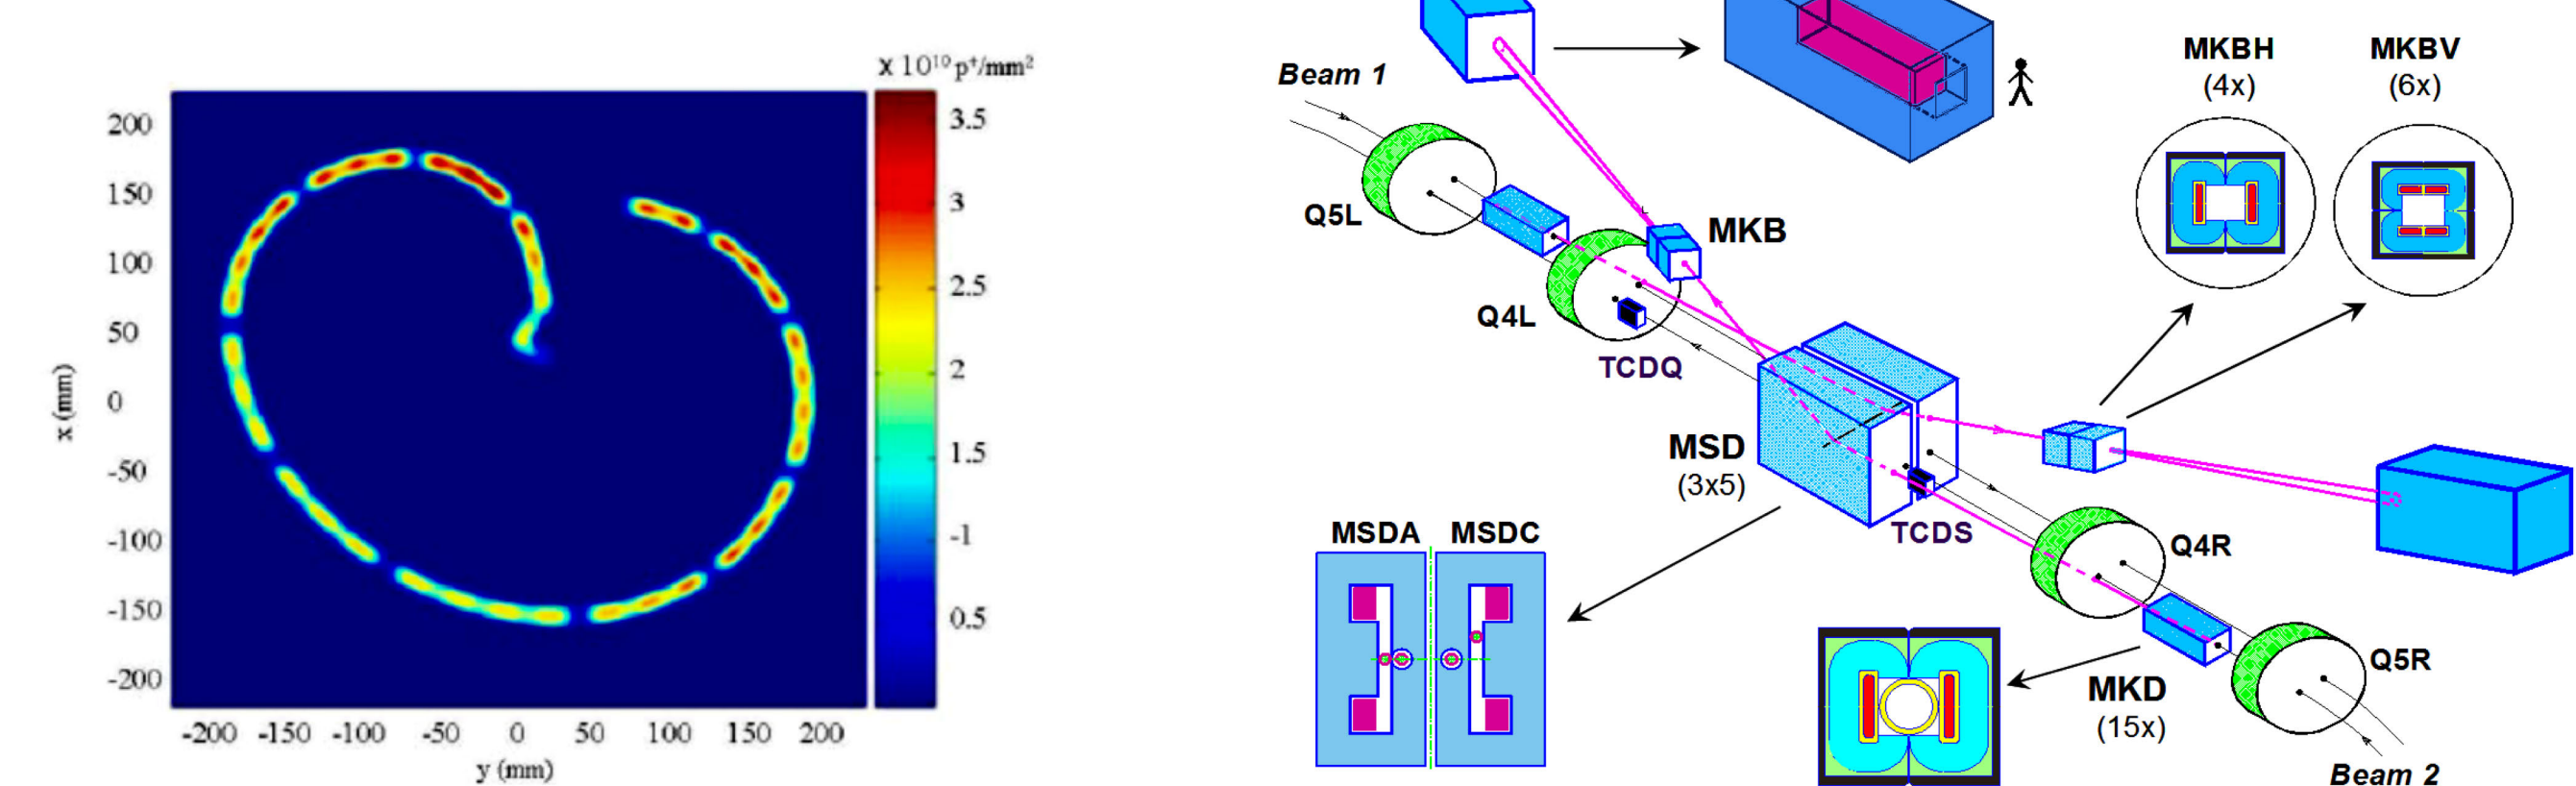 x 10¹⁰ p⁺/mm²
200
150
100
50
0
-50
-100
-150
-200
x (mm)
-200 -150 -100 -50 0 50 100 150 200
y (mm)
3.5
3
2.5
2
1.5
-1
0.5
Beam 1
Q5L
MKB
Q4L
TCDQ
MKBH
(4x)
MKBV
(6x)
MSD
(3x5)
TCDS
MSDA MSDC
Q4R
Q5R
MKD
(15x)
Beam 2